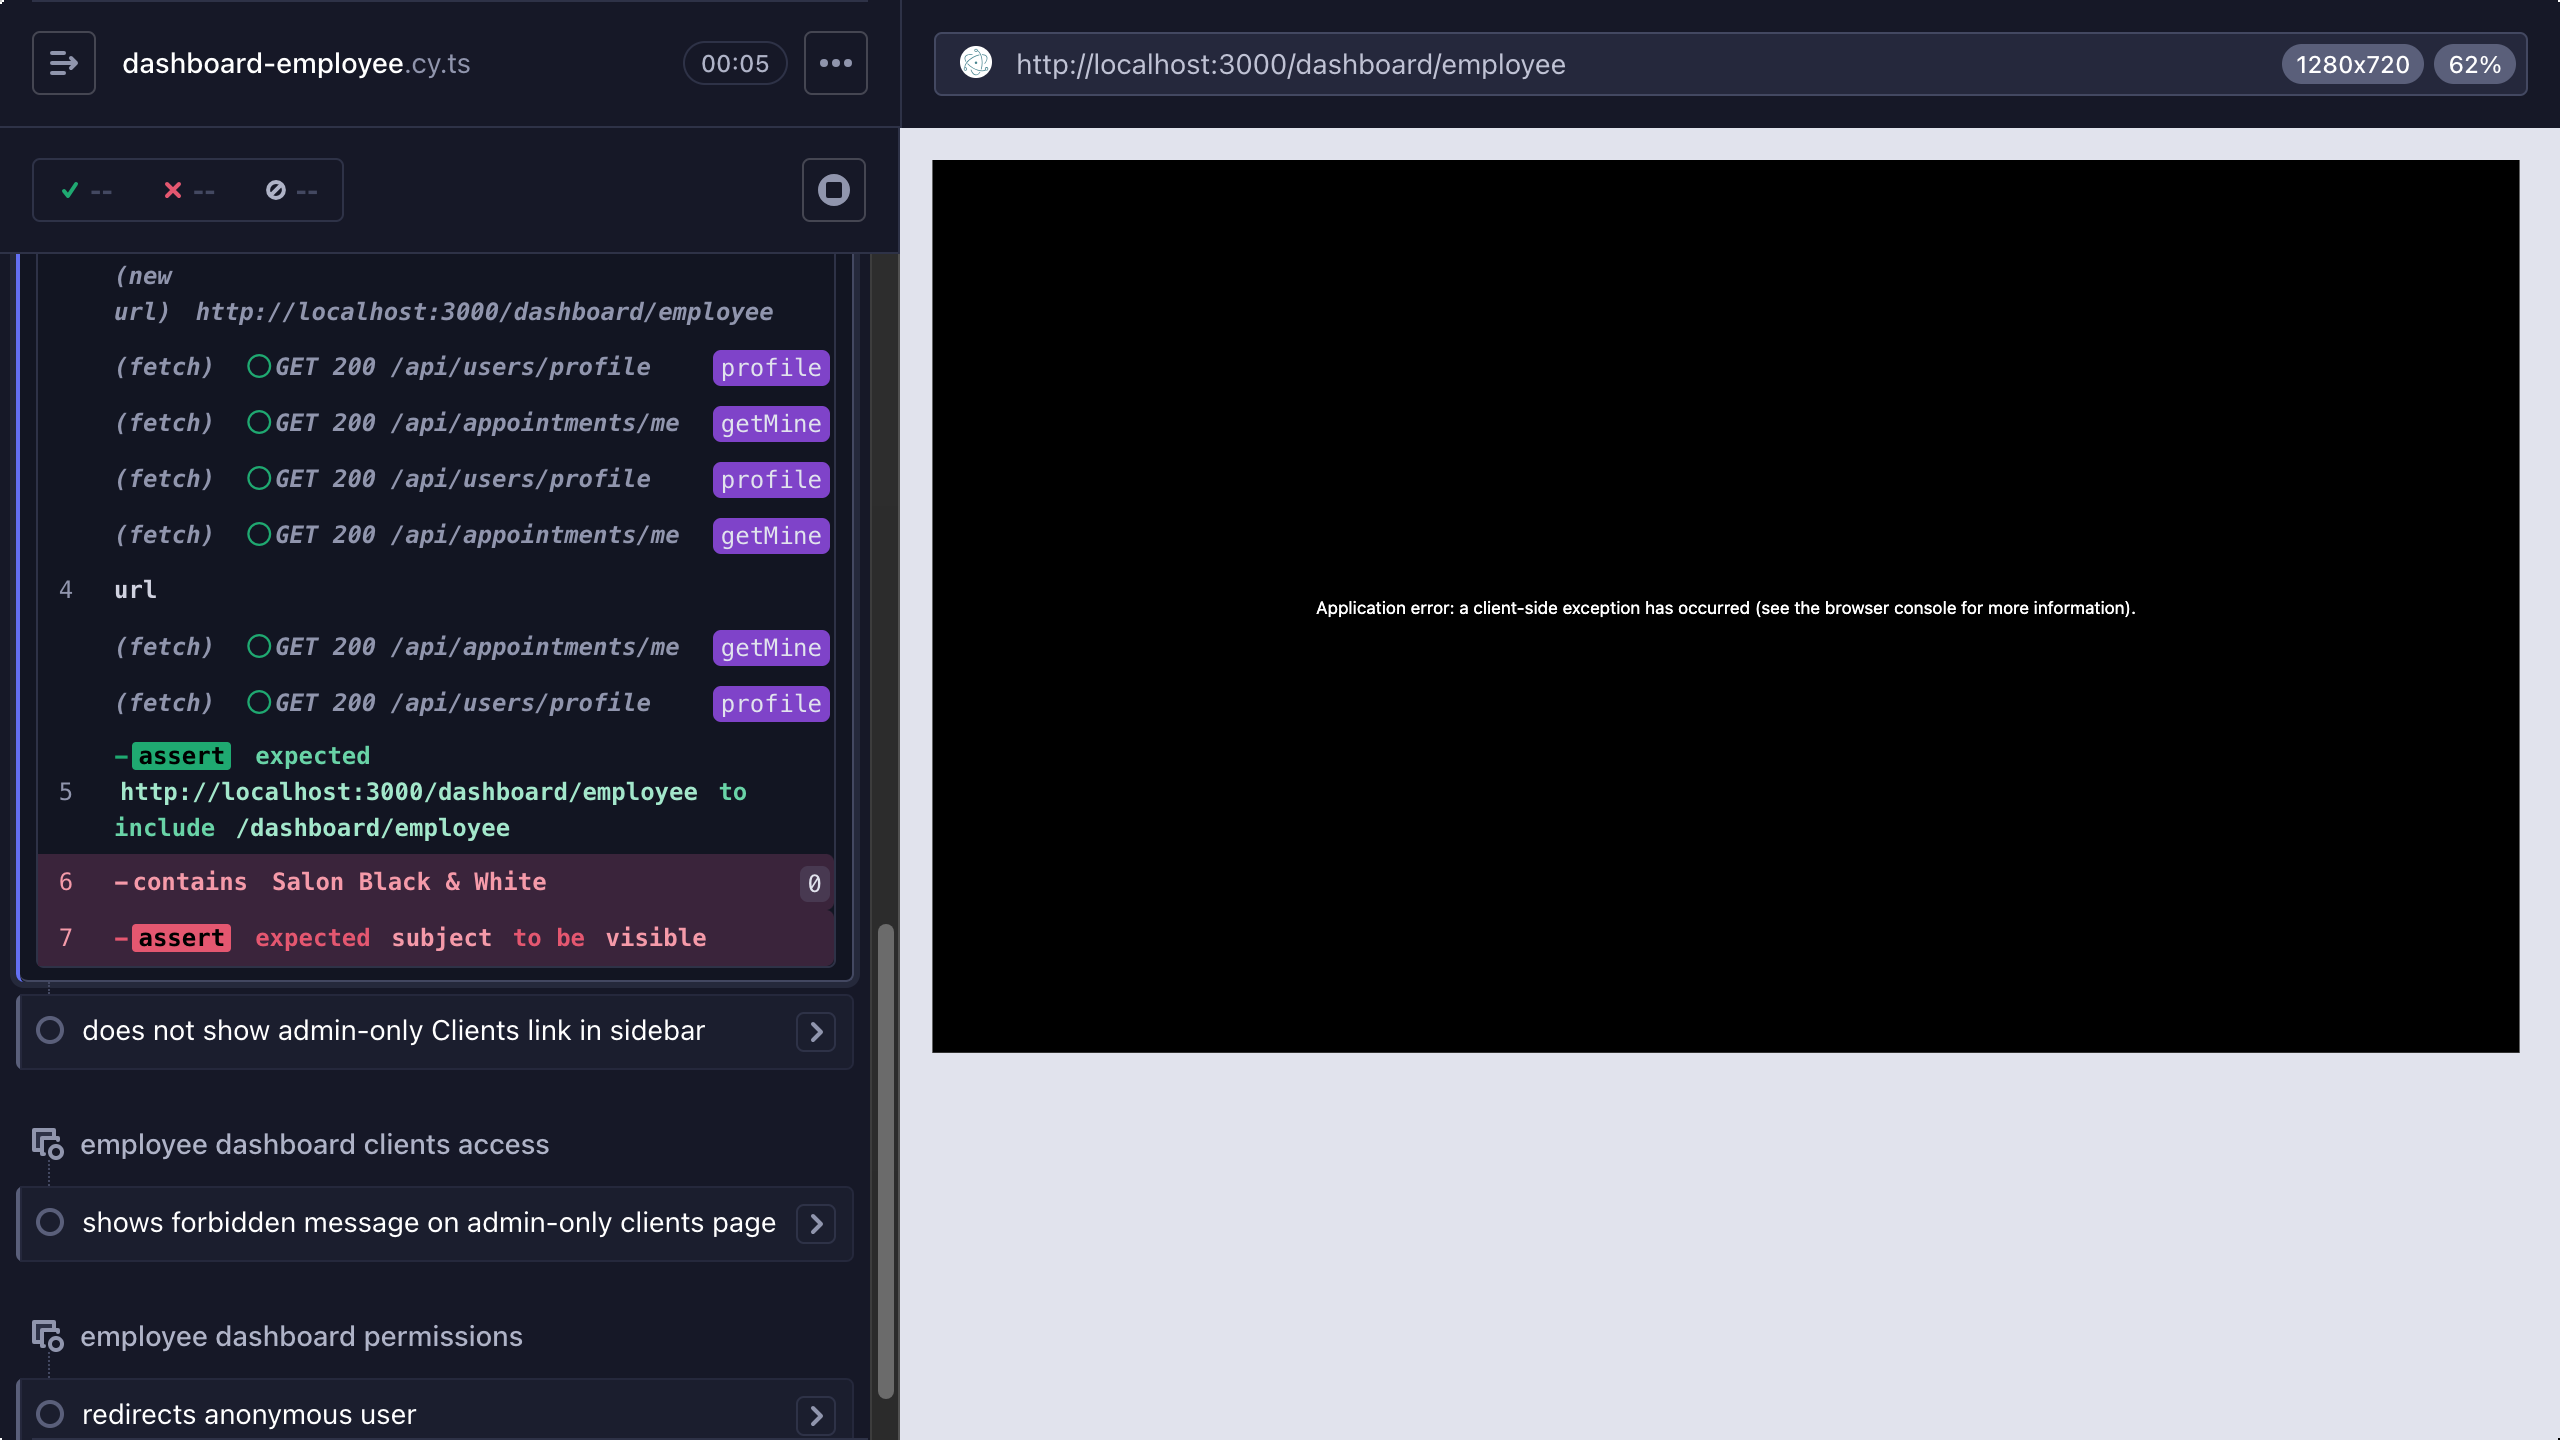 dashboard-employee.cy.ts
00:05
http://localhost:3000/dashboard/employee
1280x720
62%
--
--
--
(new
url) http://localhost:3000/dashboard/employee
(fetch) GET 200 /api/users/profile profile
(fetch) GET 200 /api/appointments/me getMine
(fetch) GET 200 /api/users/profile profile
(fetch) GET 200 /api/appointments/me getMine
4 url
(fetch) GET 200 /api/appointments/me getMine
(fetch) GET 200 /api/users/profile profile
-assert expected
5 http://localhost:3000/dashboard/employee to
include /dashboard/employee
6 -contains Salon Black & White 0
7 -assert expected subject to be visible
does not show admin-only Clients link in sidebar
employee dashboard clients access
shows forbidden message on admin-only clients page
employee dashboard permissions
redirects anonymous user
Application error: a client-side exception has occurred (see the browser console for more information).